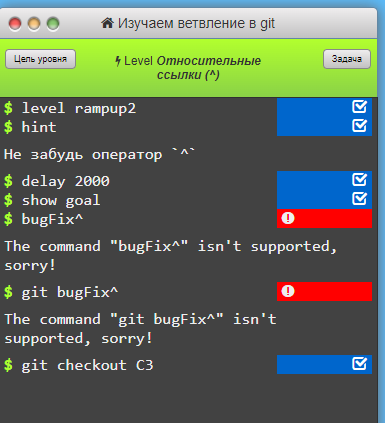 Изучаем ветвление в git
Цель уровня
Level Относительные
ссылки (^)
Задача
$ level rampup2
$ hint
Не забудь оператор `^`
$ delay 2000
$ show goal
$ bugFix^
The command "bugFix^" isn't supported,
sorry!
$ git bugFix^
The command "git bugFix^" isn't
supported, sorry!
$ git checkout C3